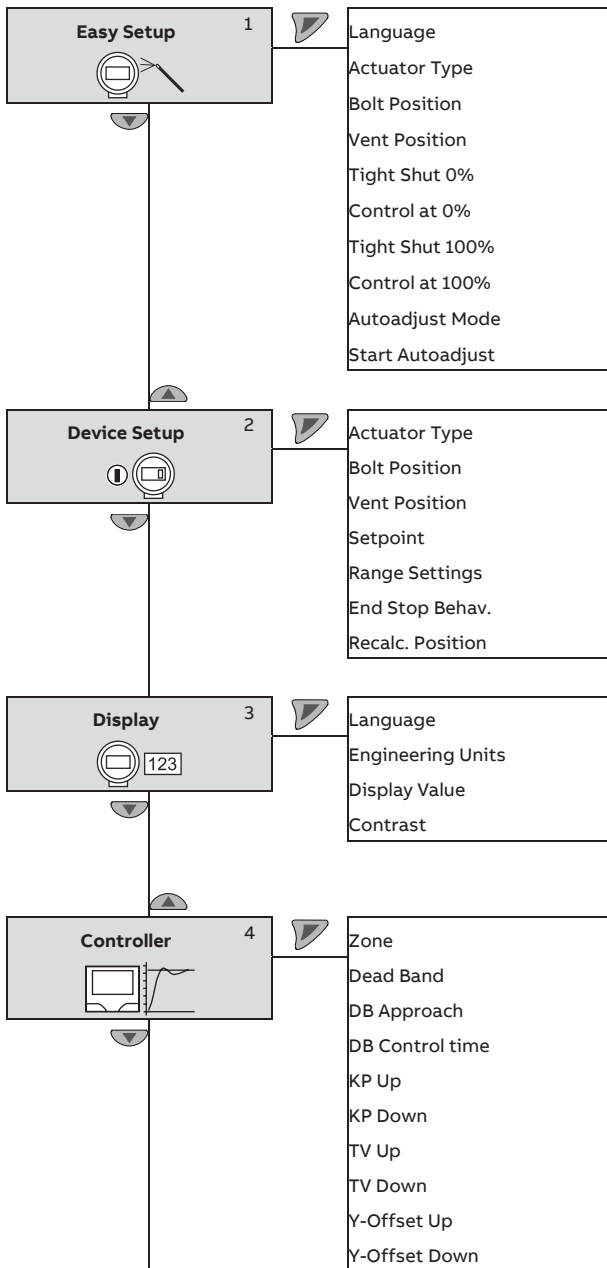 Easy Setup 1
Language
Actuator Type
Bolt Position
Vent Position
Tight Shut 0%
Control at 0%
Tight Shut 100%
Control at 100%
Autoadjust Mode
Start Autoadjust
Device Setup 2
Actuator Type
Bolt Position
Vent Position
Setpoint
Range Settings
End Stop Behav.
Recalc. Position
Display 3
123
Language
Engineering Units
Display Value
Contrast
Controller 4
Zone
Dead Band
DB Approach
DB Control time
KP Up
KP Down
TV Up
TV Down
Y-Offset Up
Y-Offset Down